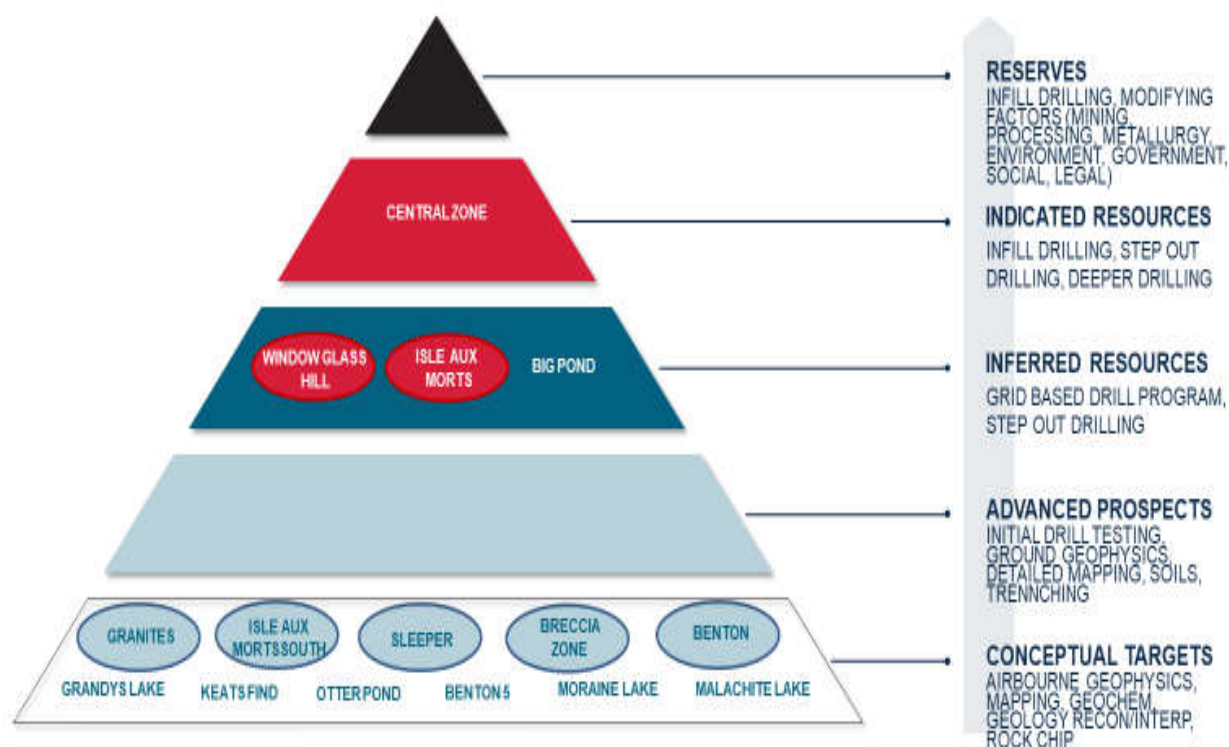 RESERVES
INFILL DRILLING, MODIFYING
FACTORS (MINING,
PROCESSING, METALLURGY,
ENVIRONMENT, GOVERNMENT,
SOCIAL, LEGAL)
CENTRAL ZONE
INDICATED RESOURCES
INFILL DRILLING, STEP OUT
DRILLING, DEEPER DRILLING
WINDOW GLASS
HILL
ISLE AUX
MORTS
BIG POND
INFERRED RESOURCES
GRID BASED DRILL PROGRAM,
STEP OUT DRILLING
ADVANCED PROSPECTS
INITIAL DRILL TESTING,
GROUND GEOPHYSICS,
DETAILED MAPPING, SOILS,
TRENNCHING
GRANITES
ISLE AUX
MORTS SOUTH
SLEEPER
BRECCIA
ZONE
BENTON
GRANDYS LAKE
KEATS FIND
OTTER POND
BENTON 5
MORAINE LAKE
MALACHITE LAKE
CONCEPTUAL TARGETS
AIRBOURNE GEOPHYSICS,
MAPPING, GEOCHEM,
GEOLOGY RECON/INTERP,
ROCK CHIP